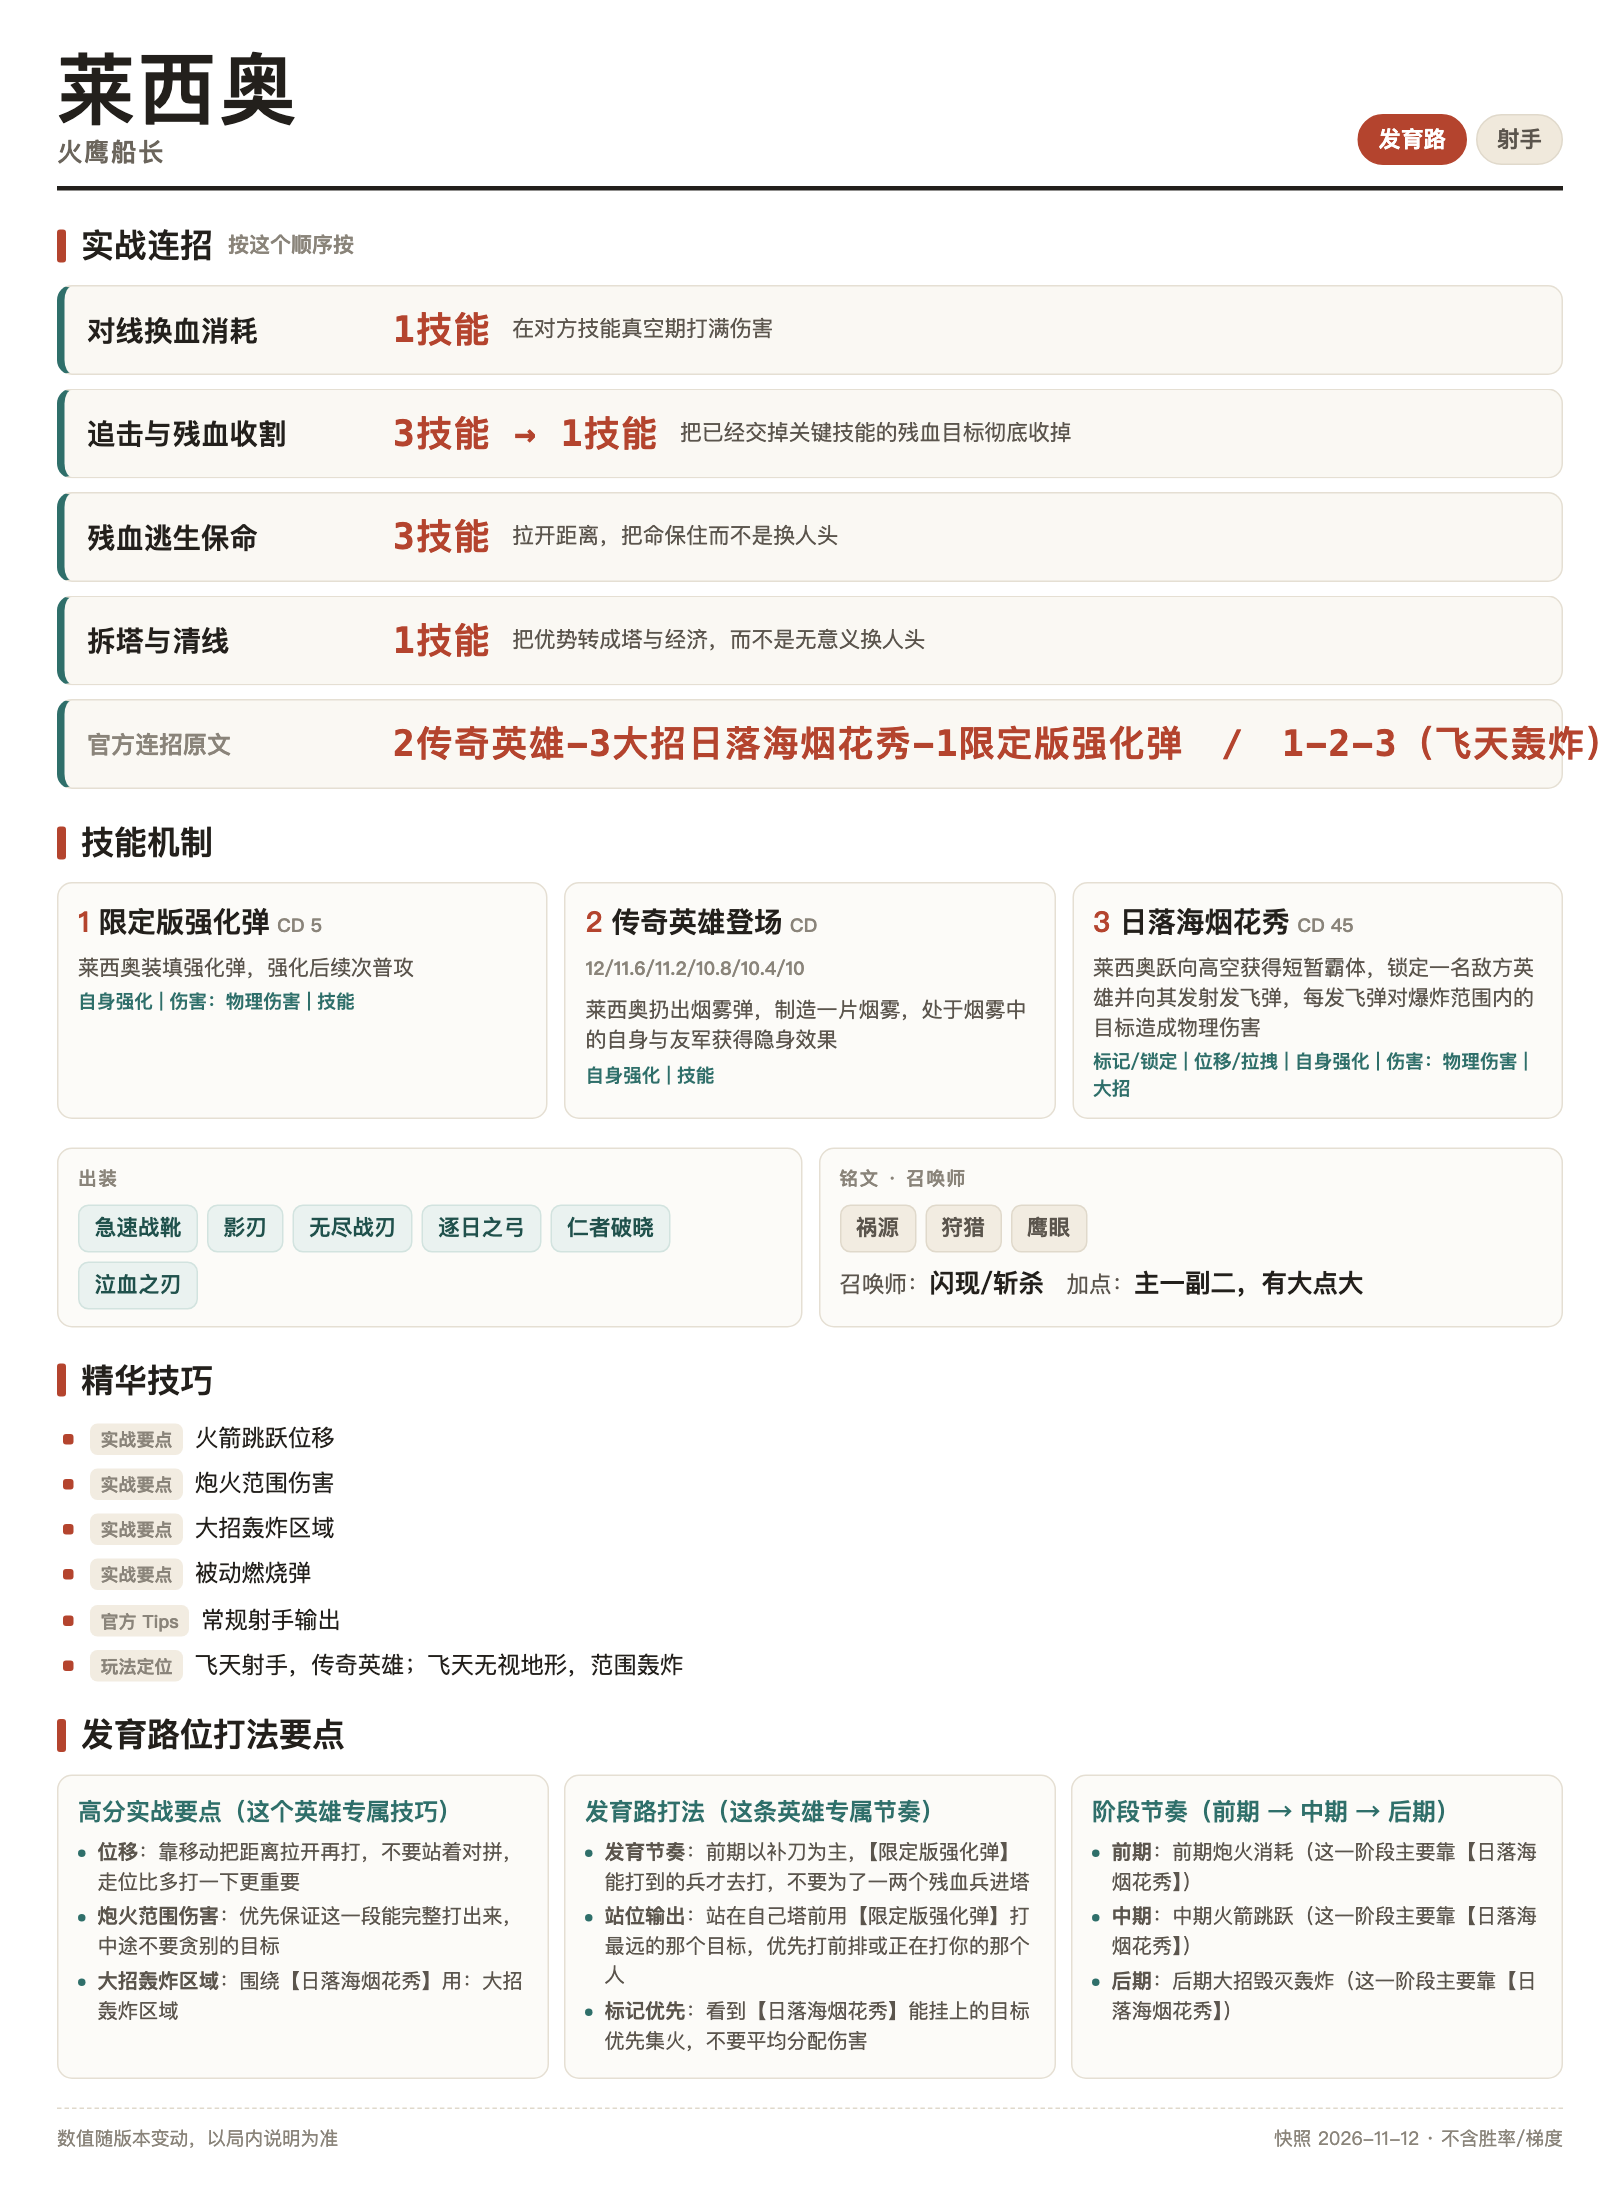 莱西奥
火鹰船长
发育路 射手
实战连招 按这个顺序按
对线换血消耗 1技能 在对方技能真空期打满伤害
追击与残血收割 3技能 → 1技能 把已经交掉关键技能的残血目标彻底收掉
残血逃生保命 3技能 拉开距离，把命保住而不是换人头
拆塔与清线 1技能 把优势转成塔与经济，而不是无意义换人头
官方连招原文 2传奇英雄-3大招日落海烟花秀-1限定版强化弹 / 1-2-3（飞天轰炸）
技能机制
1 限定版强化弹 CD 5
莱西奥装填强化弹，强化后续次普攻
自身强化 | 伤害：物理伤害 | 技能
2 传奇英雄登场 CD
12/11.6/11.2/10.8/10.4/10
莱西奥扔出烟雾弹，制造一片烟雾，处于烟雾中
的自身与友军获得隐身效果
自身强化 | 技能
3 日落海烟花秀 CD 45
莱西奥跃向高空获得短暂霸体，锁定一名敌方英
雄并向其发射发飞弹，每发飞弹对爆炸范围内的
目标造成物理伤害
标记/锁定 | 位移/拉拽 | 自身强化 | 伤害：物理伤害 |
大招
出装
急速战靴 影刃 无尽战刃 逐日之弓 仁者破晓
泣血之刃
铭文 · 召唤师
祸源 狩猎 鹰眼
召唤师：闪现/斩杀 加点：主一副二，有大点大
精华技巧
实战要点 火箭跳跃位移
实战要点 炮火范围伤害
实战要点 大招轰炸区域
实战要点 被动燃烧弹
官方 Tips 常规射手输出
玩法定位 飞天射手，传奇英雄；飞天无视地形，范围轰炸
发育路位打法要点
高分实战要点（这个英雄专属技巧）
位移：靠移动把距离拉开再打，不要站着对拼，
走位比多打一下更重要
炮火范围伤害：优先保证这一段能完整打出来，
中途不要贪别的目标
大招轰炸区域：围绕【日落海烟花秀】用：大招
轰炸区域
发育路打法（这条英雄专属节奏）
发育节奏：前期以补刀为主，【限定版强化弹】
能打到的兵才去打，不要为了一两个残血兵进塔
站位输出：站在自己塔前用【限定版强化弹】打
最远的那个目标，优先打前排或正在打你的那个
人
标记优先：看到【日落海烟花秀】能挂上的目标
优先集火，不要平均分配伤害
阶段节奏（前期 → 中期 → 后期）
前期：前期炮火消耗（这一阶段主要靠【日落海
烟花秀】）
中期：中期火箭跳跃（这一阶段主要靠【日落海
烟花秀】）
后期：后期大招毁灭轰炸（这一阶段主要靠【日
落海烟花秀】）
数值随版本变动，以局内说明为准
快照 2026-11-12 · 不含胜率/梯度